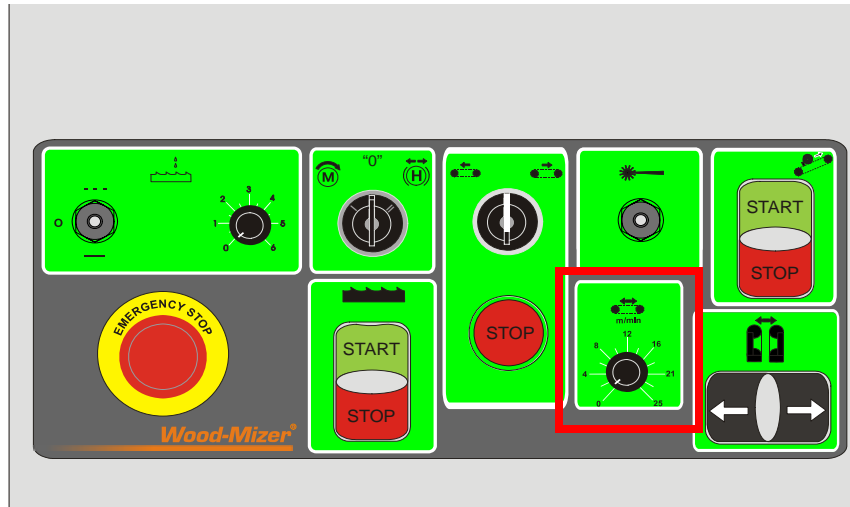 3
2
4
1
5
0
6
O
"0"
M
H
EMERGENCY STOP
START
STOP
STOP
m/min
12
8
16
4
21
0
25
START
STOP
Wood-Mizer®